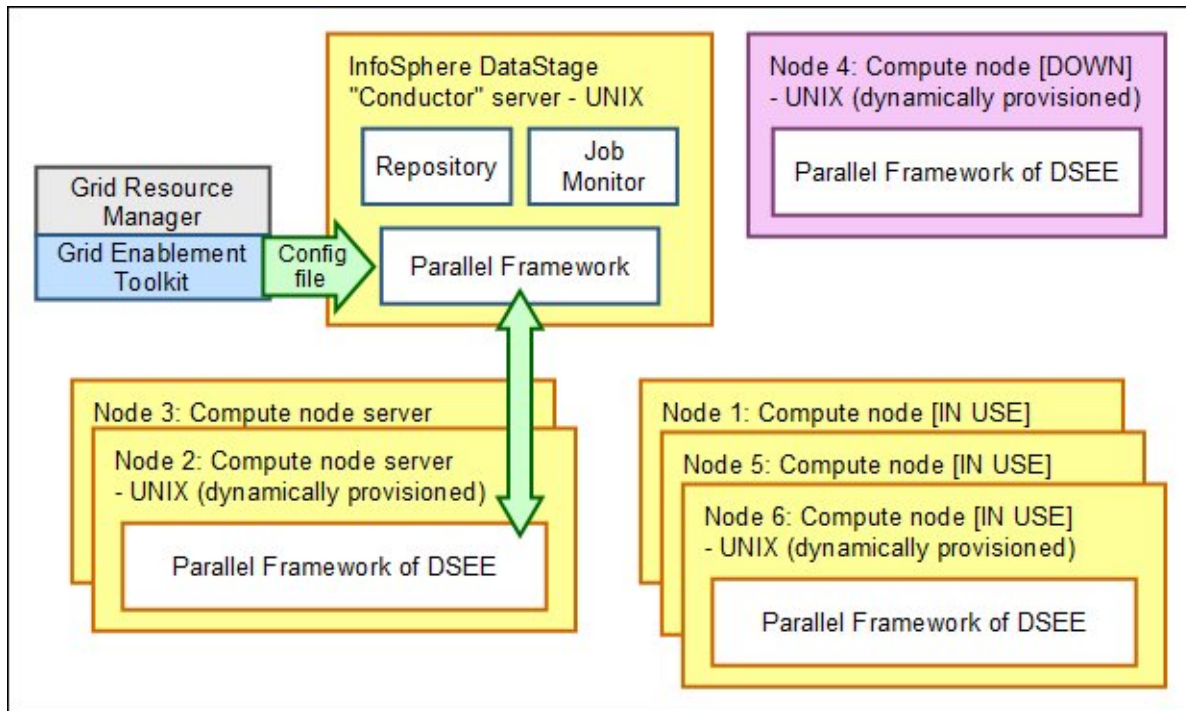 InfoSphere DataStage
"Conductor" server - UNIX
Repository
Job
Monitor
Parallel Framework
Grid Resource
Manager
Grid Enablement
Toolkit
Config
file
Node 4: Compute node [DOWN]
- UNIX (dynamically provisioned)
Parallel Framework of DSEE
Node 3: Compute node server
Node 2: Compute node server
- UNIX (dynamically provisioned)
Parallel Framework of DSEE
Node 1: Compute node [IN USE]
Node 5: Compute node [IN USE]
Node 6: Compute node [IN USE]
- UNIX (dynamically provisioned)
Parallel Framework of DSEE